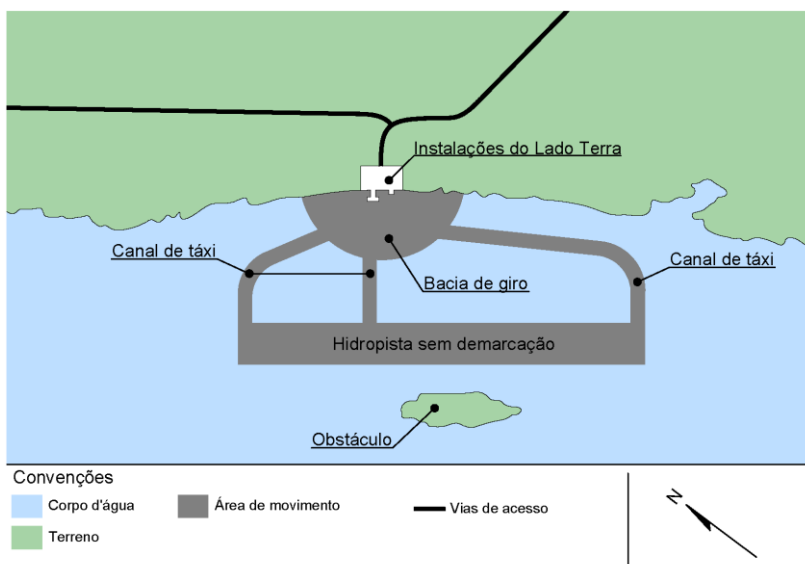 Instalações do Lado Terra
Canal de táxi
Bacia de giro
Canal de táxi
Hidropista sem demarcação
Obstáculo
Convenções
Corpo d'água
Área de movimento
Vias de acesso
Terreno
N